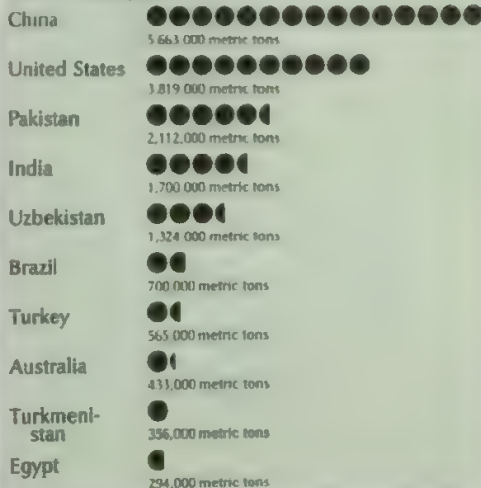 China
5,663,000 metric tons
United States
3,819,000 metric tons
Pakistan
2,112,000 metric tons
India
1,700,000 metric tons
Uzbekistan
1,324,000 metric tons
Brazil
700,000 metric tons
Turkey
565,000 metric tons
Australia
433,000 metric tons
Turkmeni-
stan
356,000 metric tons
Egypt
294,000 metric tons